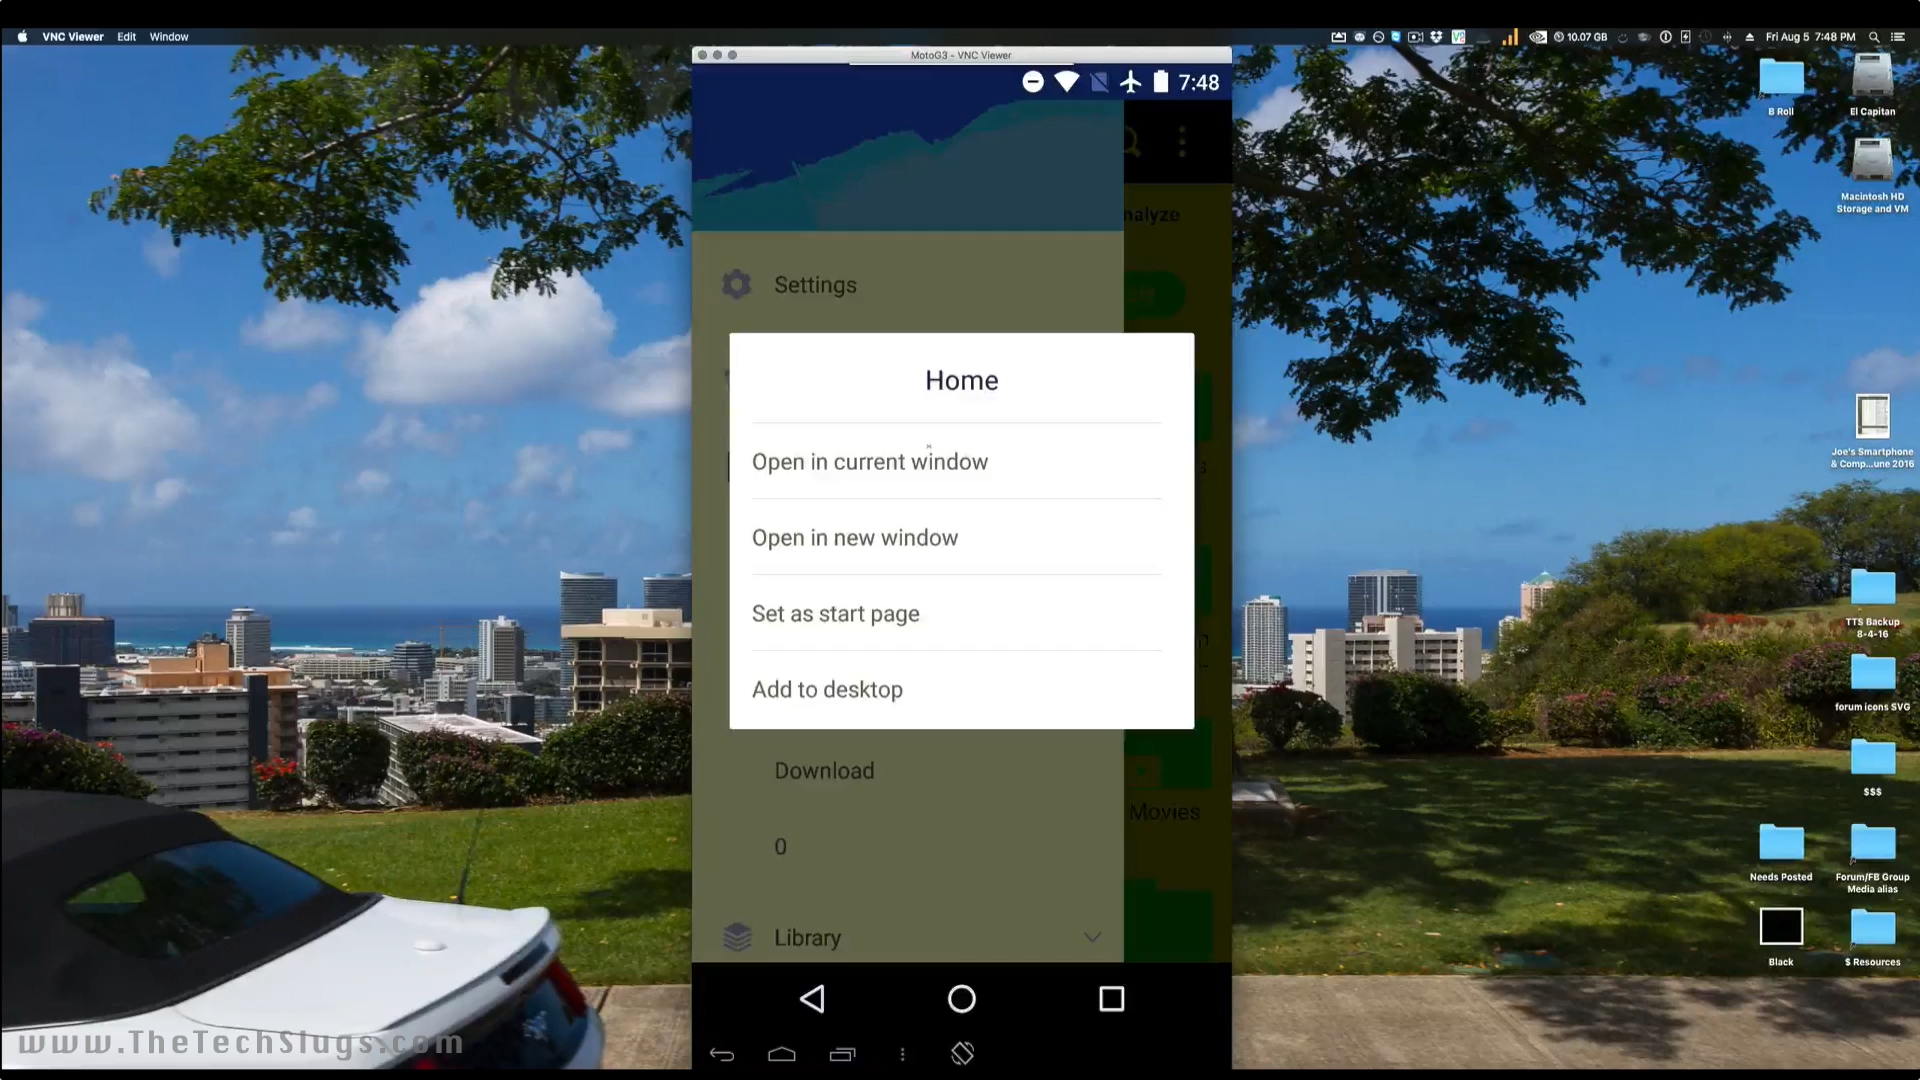 VNC Viewer Edit Window
10.07 GB Fri Aug 5 7:48 PM
MotoG3 - VNC Viewer
7:48
nalyze
Settings
Home
Open in current window
Open in new window
Set as start page
Add to desktop
Download
Movies
0
Library
B Roll
El Capitan
Macintosh HD
Storage and VM
Joe's Smartphone
& Comp...une 2016
TTS Backup
8-4-16
forum icons SVG
$$$
Needs Posted
Forum/FB Group
Media alias
Black
$ Resources
www.TheTechSlugs.com